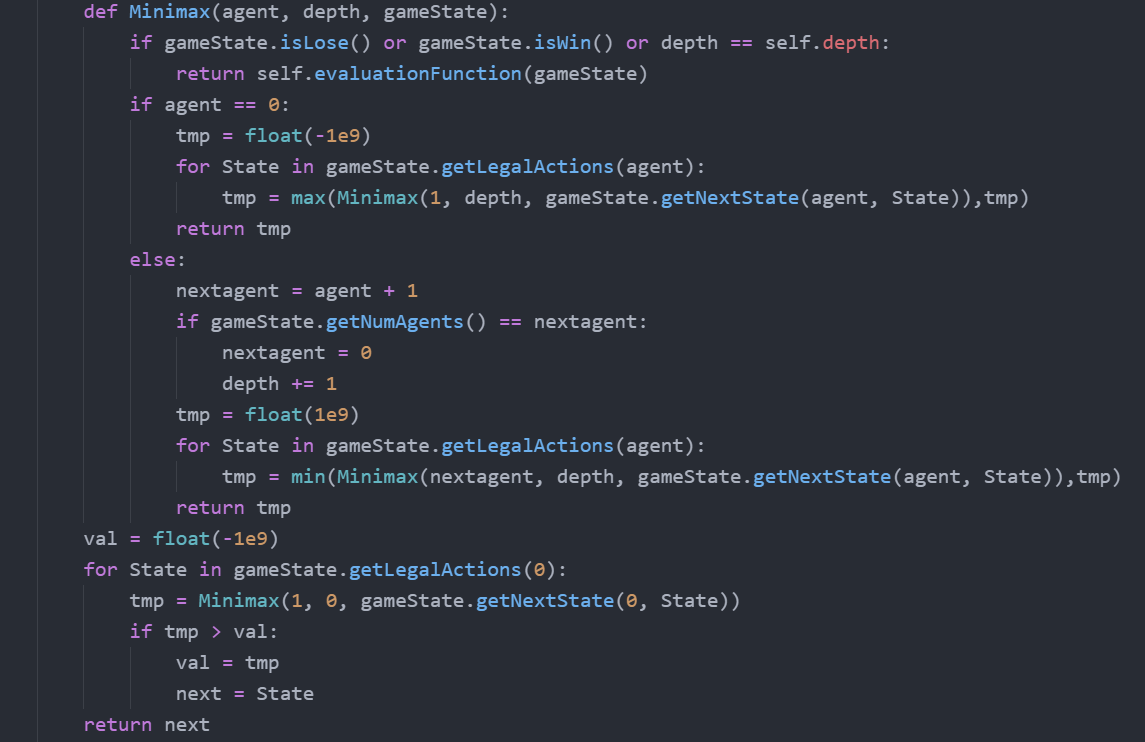 def Minimax(agent, depth, gameState):
    if gameState.isLose() or gameState.isWin() or depth == self.depth:
        return self.evaluationFunction(gameState)
    if agent == 0:
        tmp = float(-1e9)
        for State in gameState.getLegalActions(agent):
            tmp = max(Minimax(1, depth, gameState.getNextState(agent, State)),tmp)
        return tmp
    else:
        nextagent = agent + 1
        if gameState.getNumAgents() == nextagent:
            nextagent = 0
            depth += 1
        tmp = float(1e9)
        for State in gameState.getLegalActions(agent):
            tmp = min(Minimax(nextagent, depth, gameState.getNextState(agent, State)),tmp)
        return tmp
val = float(-1e9)
for State in gameState.getLegalActions(0):
    tmp = Minimax(1, 0, gameState.getNextState(0, State))
    if tmp > val:
        val = tmp
        next = State
return next